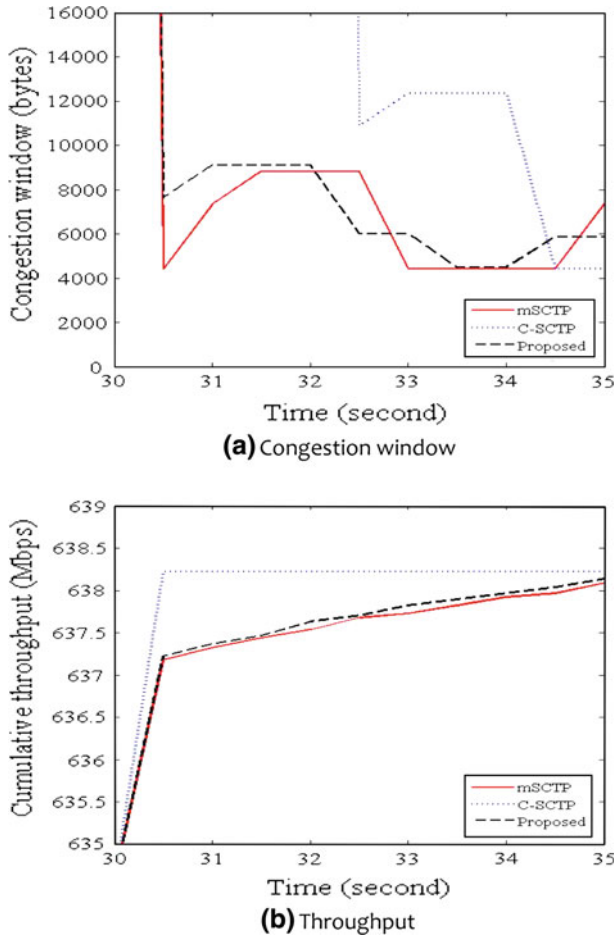 Congestion window (bytes)
16000
14000
12000
10000
8000
6000
4000
2000
0
30 31 32 33 34 35
mSCTP
C-SCTP
Proposed
Time (second)
(a) Congestion window
Cumulative throughput (Mbps)
639
638.5
638
637.5
637
636.5
636
635.5
635
30 31 32 33 34 35
mSCTP
C-SCTP
Proposed
Time (second)
(b) Throughput